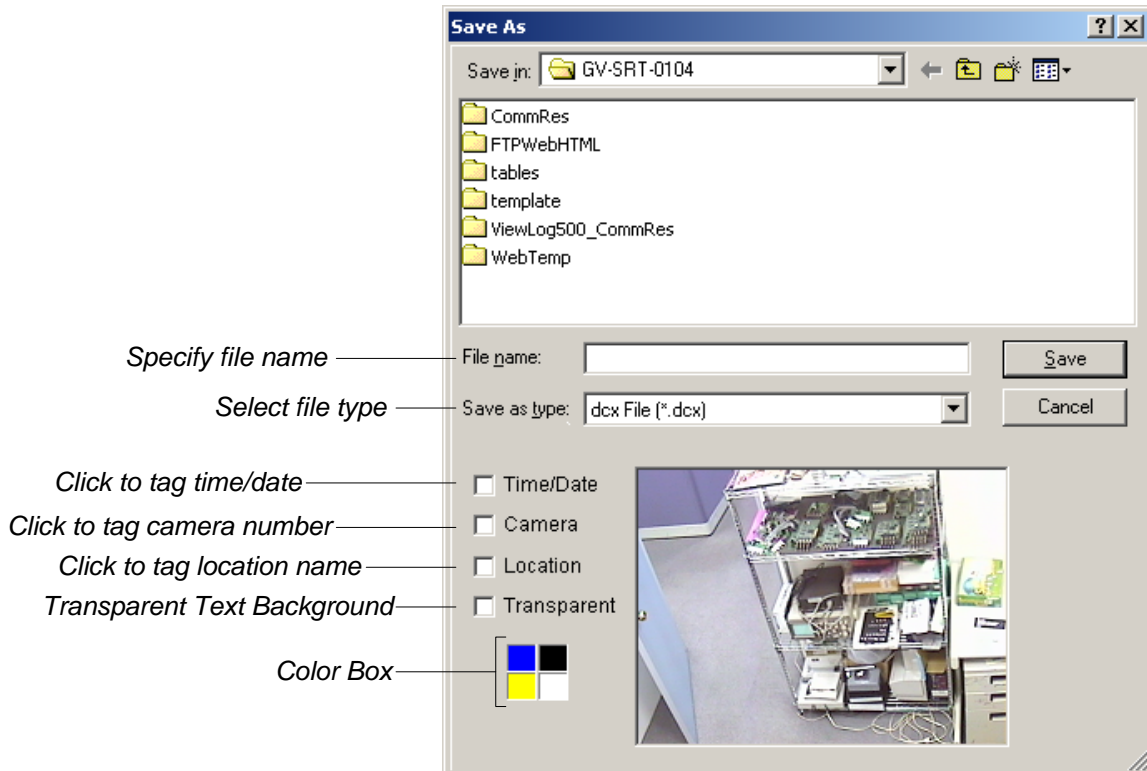 Save As
Save in: GV-SRT-0104
CommRes
FTPWebHTML
tables
template
ViewLog500_CommRes
WebTemp
Specify file name
File name:
Save
Select file type
Save as type: dcx File (*.dcx)
Cancel
Click to tag time/date
Time/Date
Click to tag camera number
Camera
Click to tag location name
Location
Transparent Text Background
Transparent
Color Box